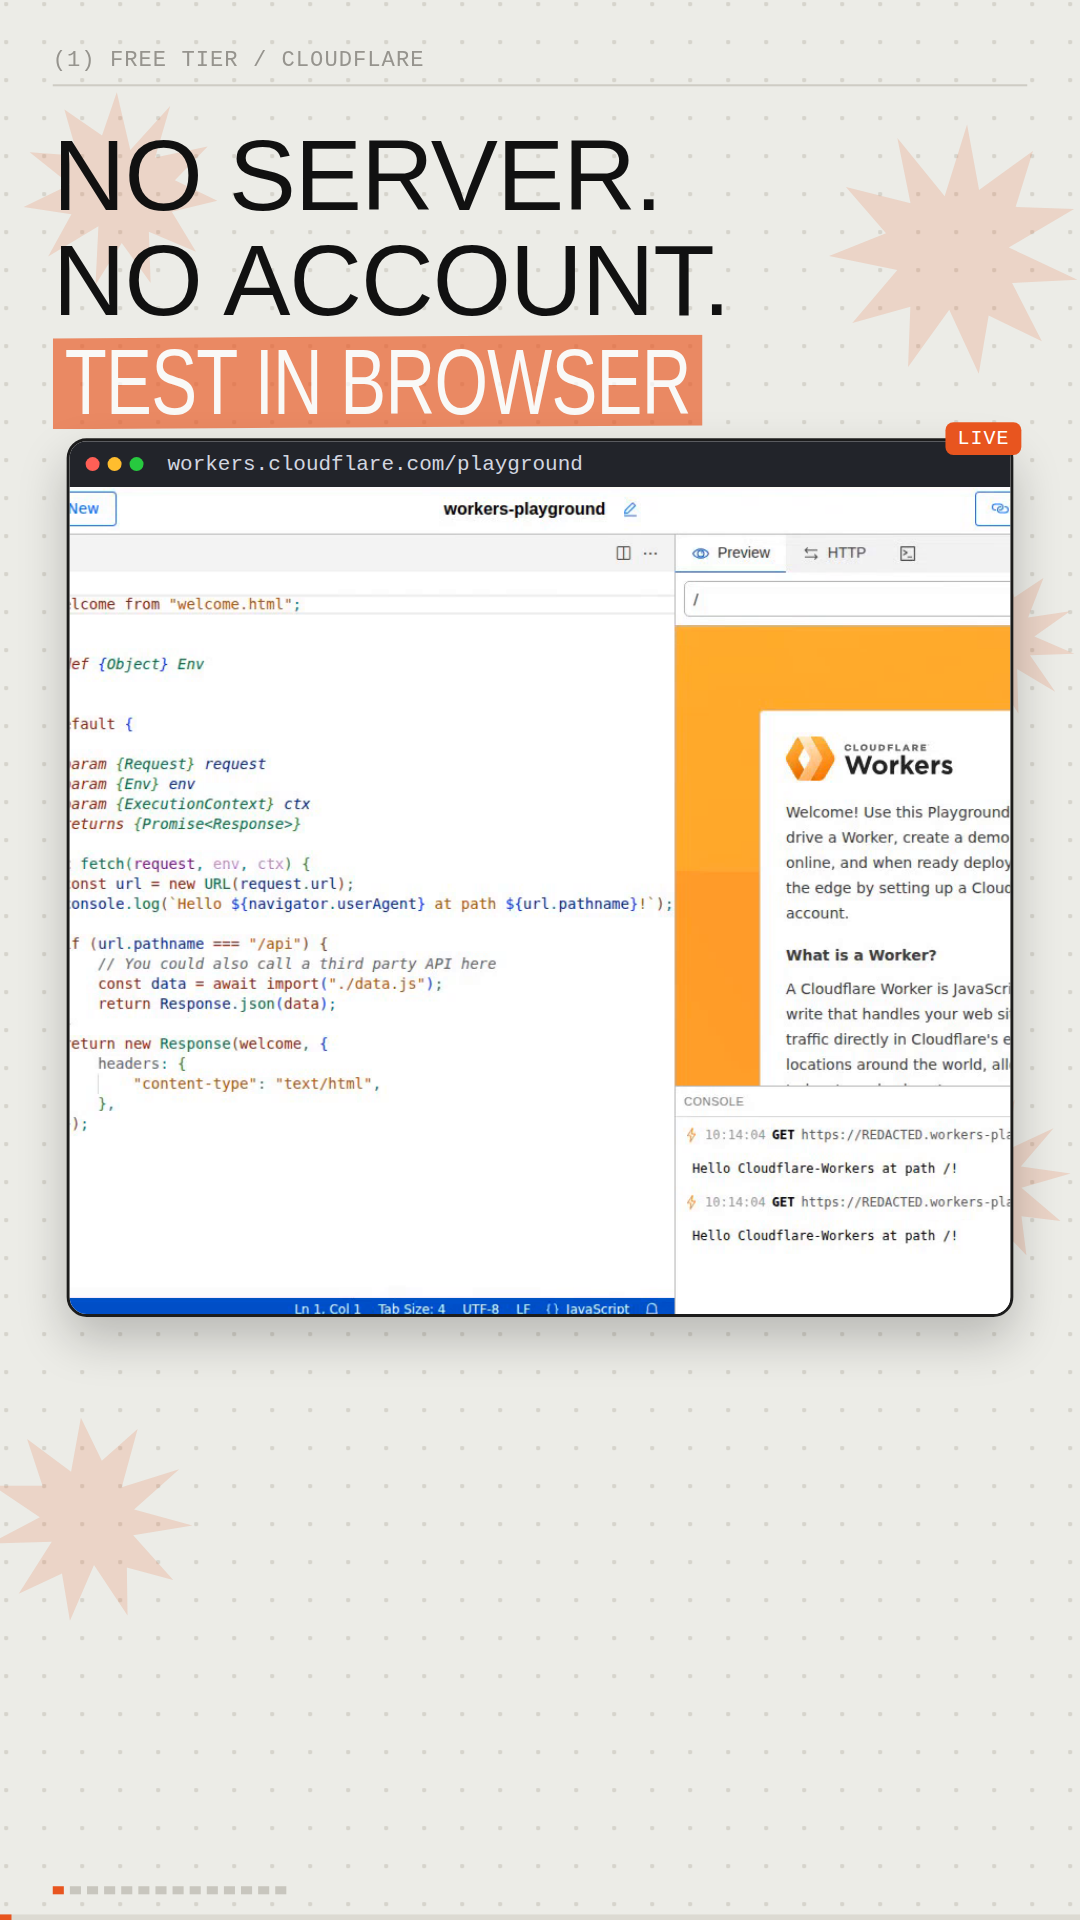 (1) FREE TIER / CLOUDFLARE
NO SERVER.
NO ACCOUNT.
TEST IN BROWSER
LIVE
workers.cloudflare.com/playground
New
workers-playground
Preview
HTTP
/
elcome from "welcome.html";
def {Object} Env
efault {
aram {Request} request
aram {Env} env
aram {ExecutionContext} ctx
eturns {Promise<Response>}
fetch(request, env, ctx) {
onst url = new URL(request.url);
onsole.log(`Hello ${navigator.userAgent} at path ${url.pathname}!`);
f (url.pathname === "/api") {
// You could also call a third party API here
const data = await import("./data.js");
return Response.json(data);
eturn new Response(welcome, {
headers: {
"content-type": "text/html",
},
);
Ln 1, Col 1 Tab Size: 4 UTF-8 LF {} JavaScript
CLOUDFLARE
Workers
Welcome! Use this Playground
drive a Worker, create a demo
online, and when ready deploy
the edge by setting up a Cloud
account.
What is a Worker?
A Cloudflare Worker is JavaScri
write that handles your web si
traffic directly in Cloudflare's e
locations around the world, all
CONSOLE
10:14:04 GET https://REDACTED.workers-pla
Hello Cloudflare-Workers at path /!
10:14:04 GET https://REDACTED.workers-pla
Hello Cloudflare-Workers at path /!